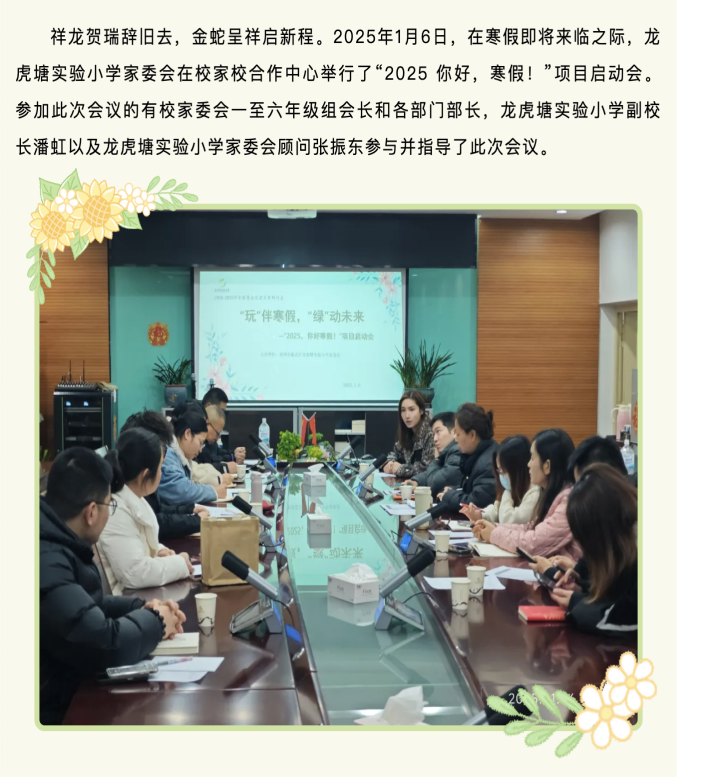 祥龙贺瑞辞旧去，金蛇呈祥启新程。2025年1月6日，在寒假即将来临之际，龙
虎塘实验小学家委会在校家校合作中心举行了“2025 你好，寒假！”项目启动会。
参加此次会议的有校家委会一至六年级组会长和各部门部长，龙虎塘实验小学副校
长潘虹以及龙虎塘实验小学家委会顾问张振东参与并指导了此次会议。
“玩”伴寒假，“绿”动未来
—“2025，你好寒假！”项目启动会